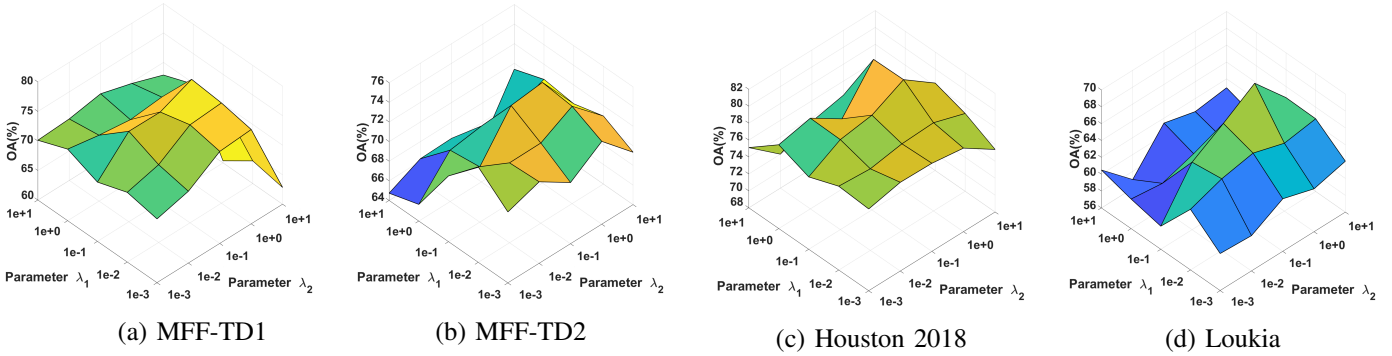 OA(%)
80
75
70
65
60
1e+1
1e+0
1e-1
1e-2
1e-3
Parameter λ1
1e-3
1e-2
1e-1
1e+0
1e+1
Parameter λ2
(a) MFF-TD1
OA(%)
76
74
72
70
68
66
64
1e+1
1e+0
1e-1
1e-2
1e-3
Parameter λ1
1e-3
1e-2
1e-1
1e+0
1e+1
Parameter λ2
(b) MFF-TD2
OA(%)
82
80
78
76
74
72
70
68
1e+1
1e+0
1e-1
1e-2
1e-3
Parameter λ1
1e-3
1e-2
1e-1
1e+0
1e+1
Parameter λ2
(c) Houston 2018
OA(%)
70
68
66
64
62
60
58
56
1e+1
1e+0
1e-1
1e-2
1e-3
Parameter λ1
1e-3
1e-2
1e-1
1e+0
1e+1
Parameter λ2
(d) Loukia